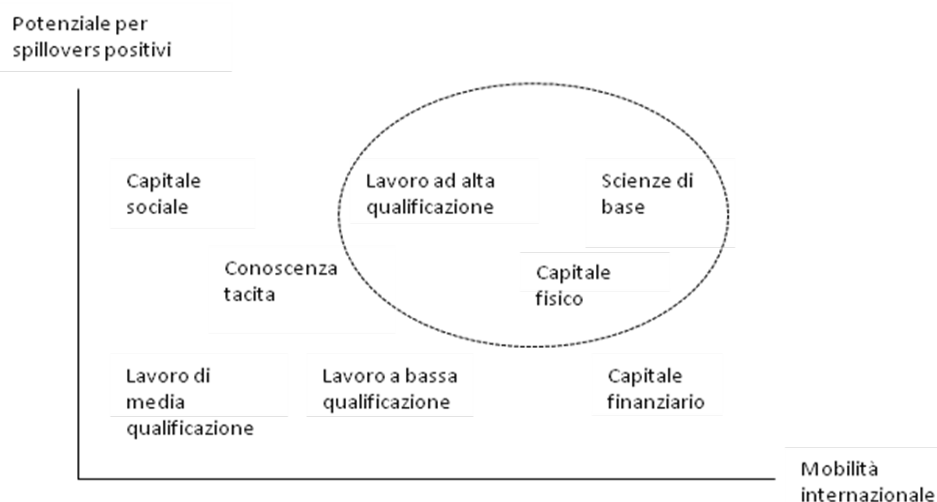 Potenziale per
spillovers positivi
Capitale
sociale
Lavoro ad alta
qualificazione
Scienze di
base
Conoscenza
tacita
Capitale
fisico
Lavoro di
media
qualificazione
Lavoro a bassa
qualificazione
Capitale
finanziario
Mobilità
internazionale